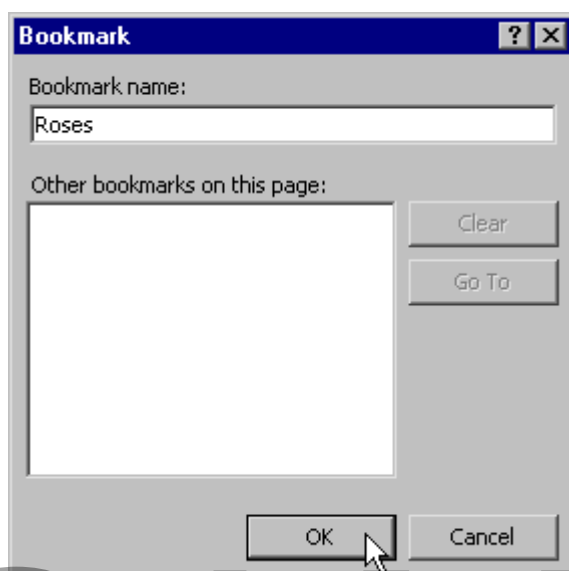 Bookmark
Bookmark name:
Roses
Other bookmarks on this page:
Clear
Go To
OK
Cancel